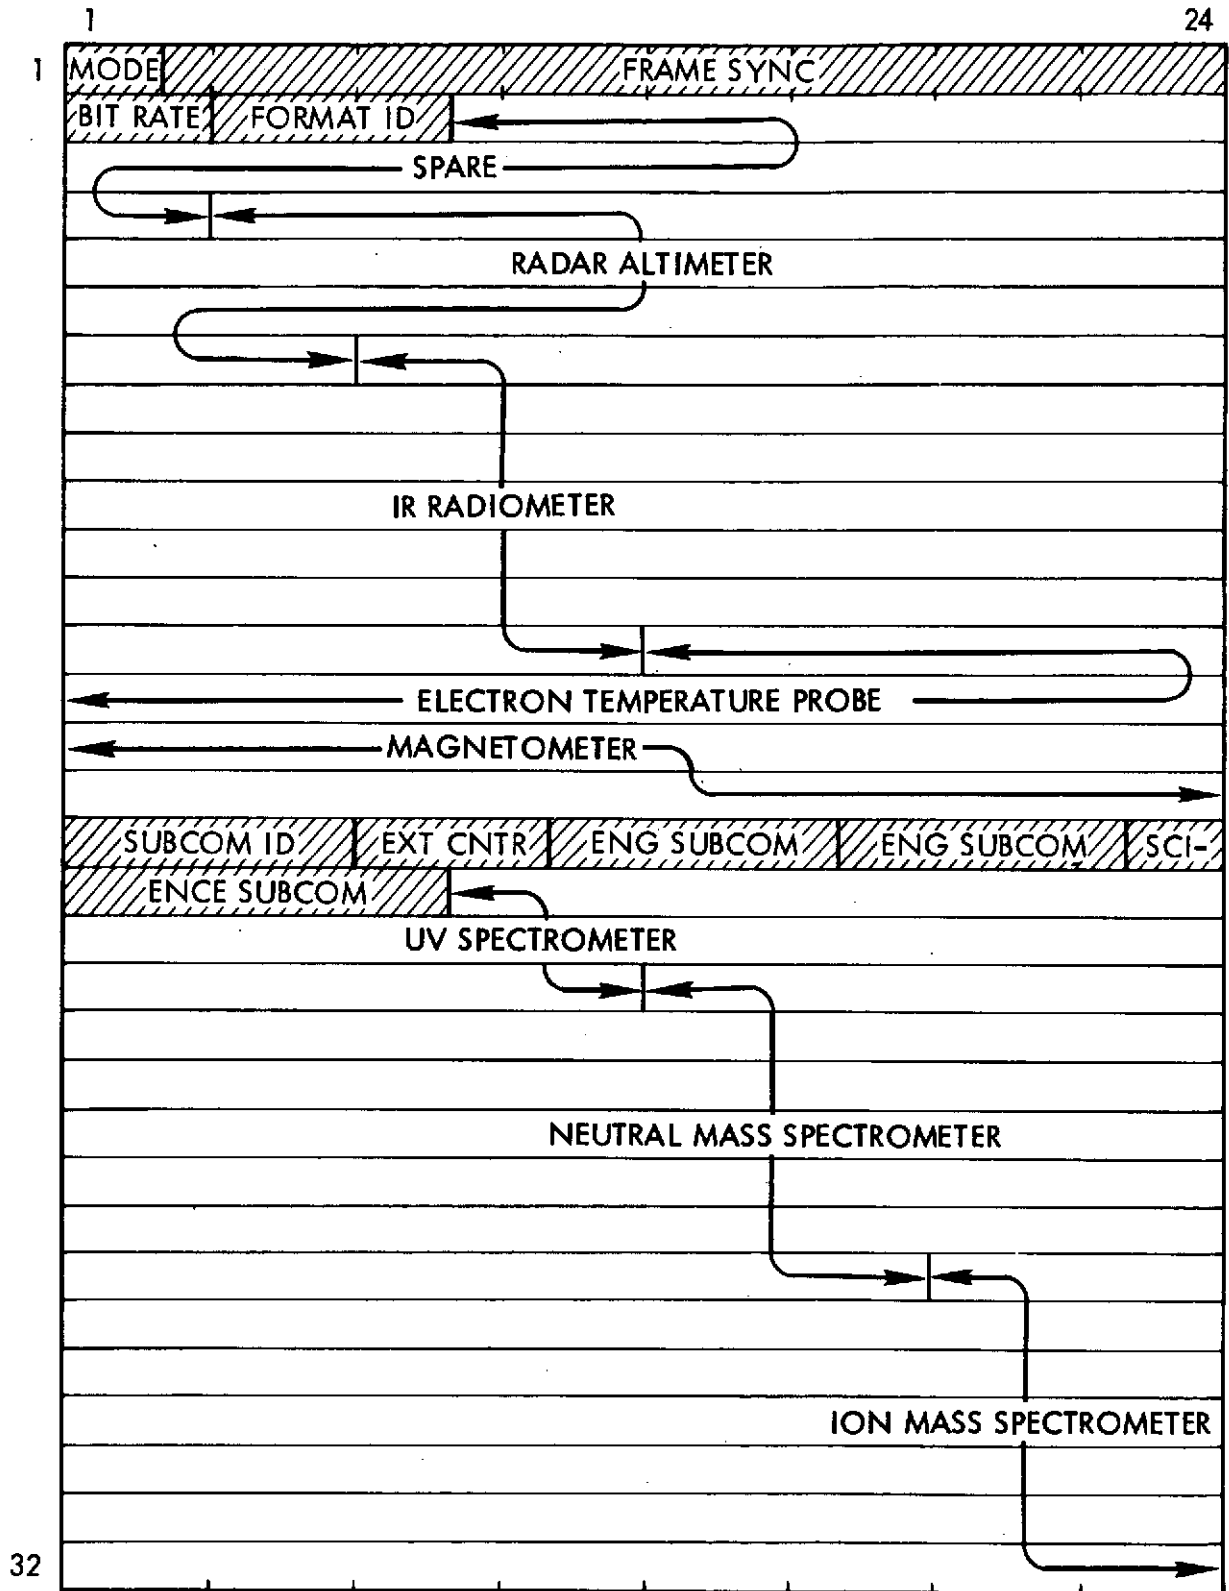 1 24
1 MODE FRAME SYNC
BIT RATE FORMAT ID
SPARE
RADAR ALTIMETER
IR RADIOMETER
ELECTRON TEMPERATURE PROBE
MAGNETOMETER
SUBCOM ID EXT CNTR ENG SUBCOM ENG SUBCOM SCI-
ENCE SUBCOM
UV SPECTROMETER
NEUTRAL MASS SPECTROMETER
ION MASS SPECTROMETER
32